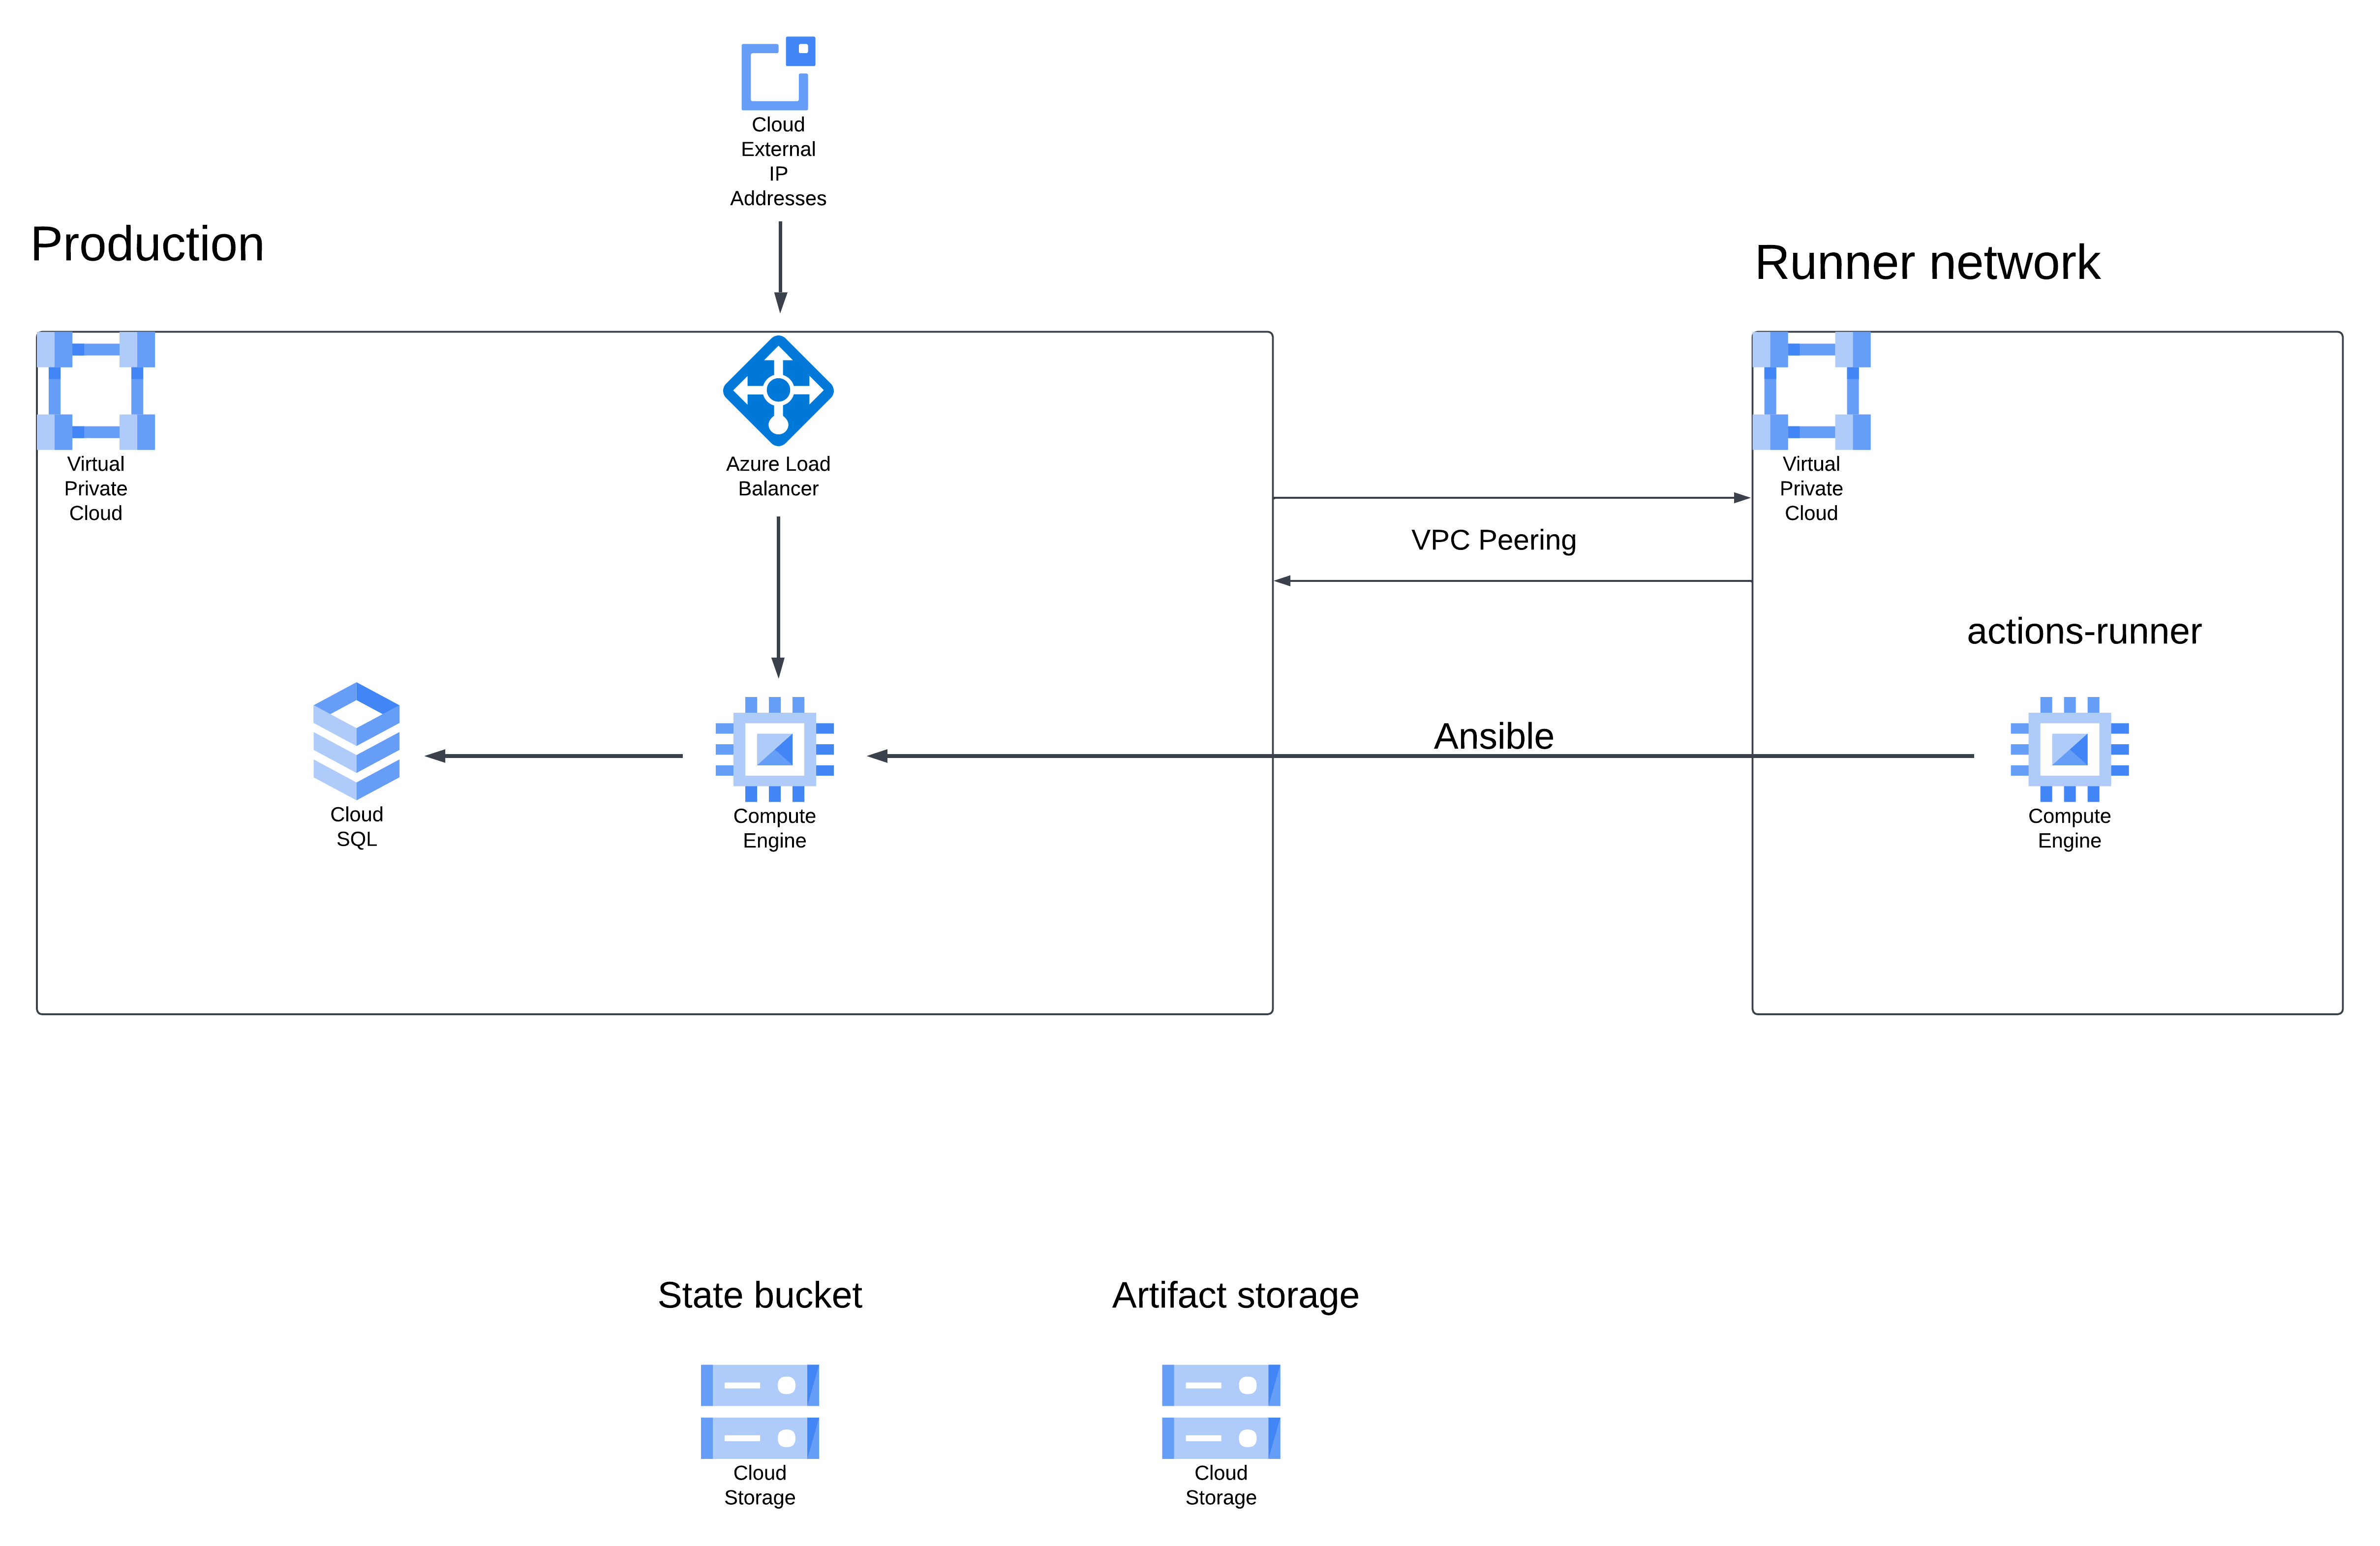 Cloud
External
IP
Addresses
Production
Runner network
Virtual
Private
Cloud
Azure Load
Balancer
Virtual
Private
Cloud
VPC Peering
actions-runner
Ansible
Cloud
SQL
Compute
Engine
Compute
Engine
State bucket
Artifact storage
Cloud
Storage
Cloud
Storage